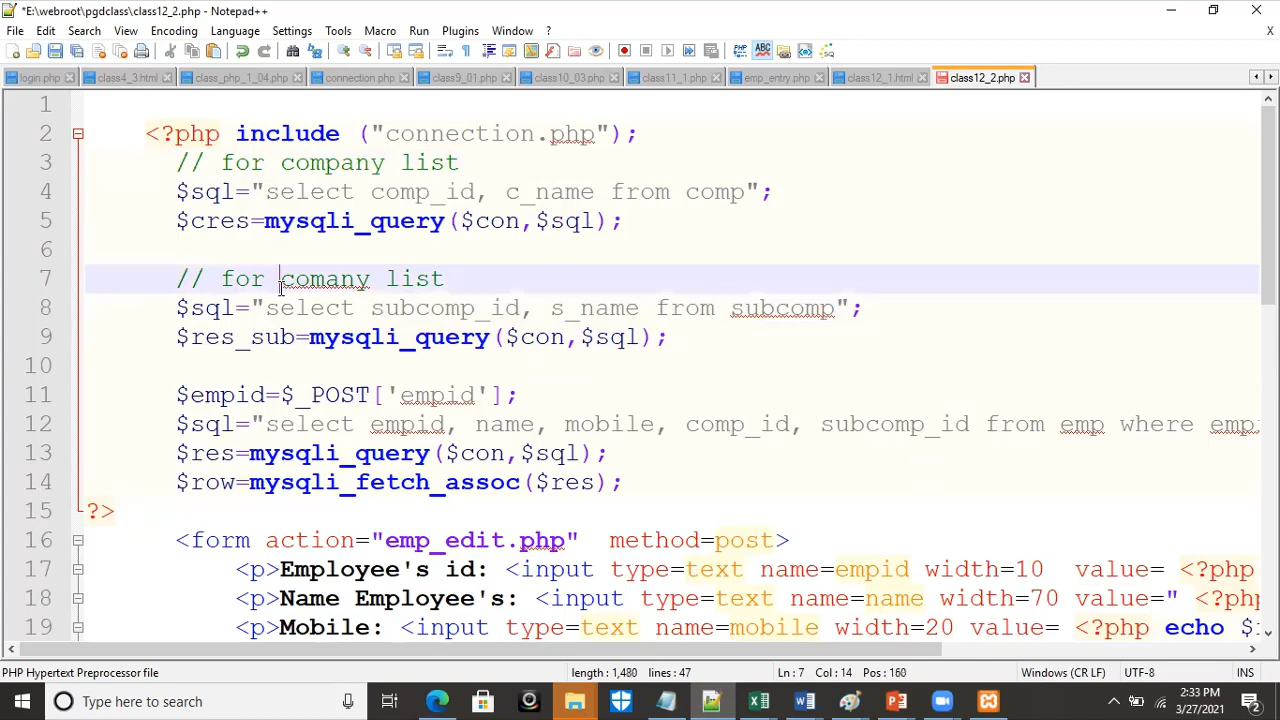 *E:\webroot\pgdclass\class12_2.php - Notepad++
File Edit Search View Encoding Language Settings Tools Macro Run Plugins Window ? X
login.php class4_3.html class_php_1_04.php connection.php class9_01.php class10_03.php class11_1.php emp_entry.php class12_1.html class12_2.php
1
2 <?php include ("connection.php");
3 // for company list
4 $sql="select comp_id, c_name from comp";
5 $cres=mysqli_query($con,$sql);
6
7 // for comany list
8 $sql="select subcomp_id, s_name from subcomp";
9 $res_sub=mysqli_query($con,$sql);
10
11 $empid=$_POST['empid'];
12 $sql="select empid, name, mobile, comp_id, subcomp_id from emp where emp
13 $res=mysqli_query($con,$sql);
14 $row=mysqli_fetch_assoc($res);
15 ?>
16 <form action="emp_edit.php" method=post>
17 <p>Employee's id: <input type=text name=empid width=10 value= <?php
18 <p>Name Employee's: <input type=text name=name width=70 value=" <?php
19 <p>Mobile: <input type=text name=mobile width=20 value= <?php echo
PHP Hypertext Preprocessor file length : 1,480 lines : 47 Ln : 7 Col : 14 Pos : 160 Windows (CR LF) UTF-8 INS
Type here to search
2:33 PM
3/27/2021
2